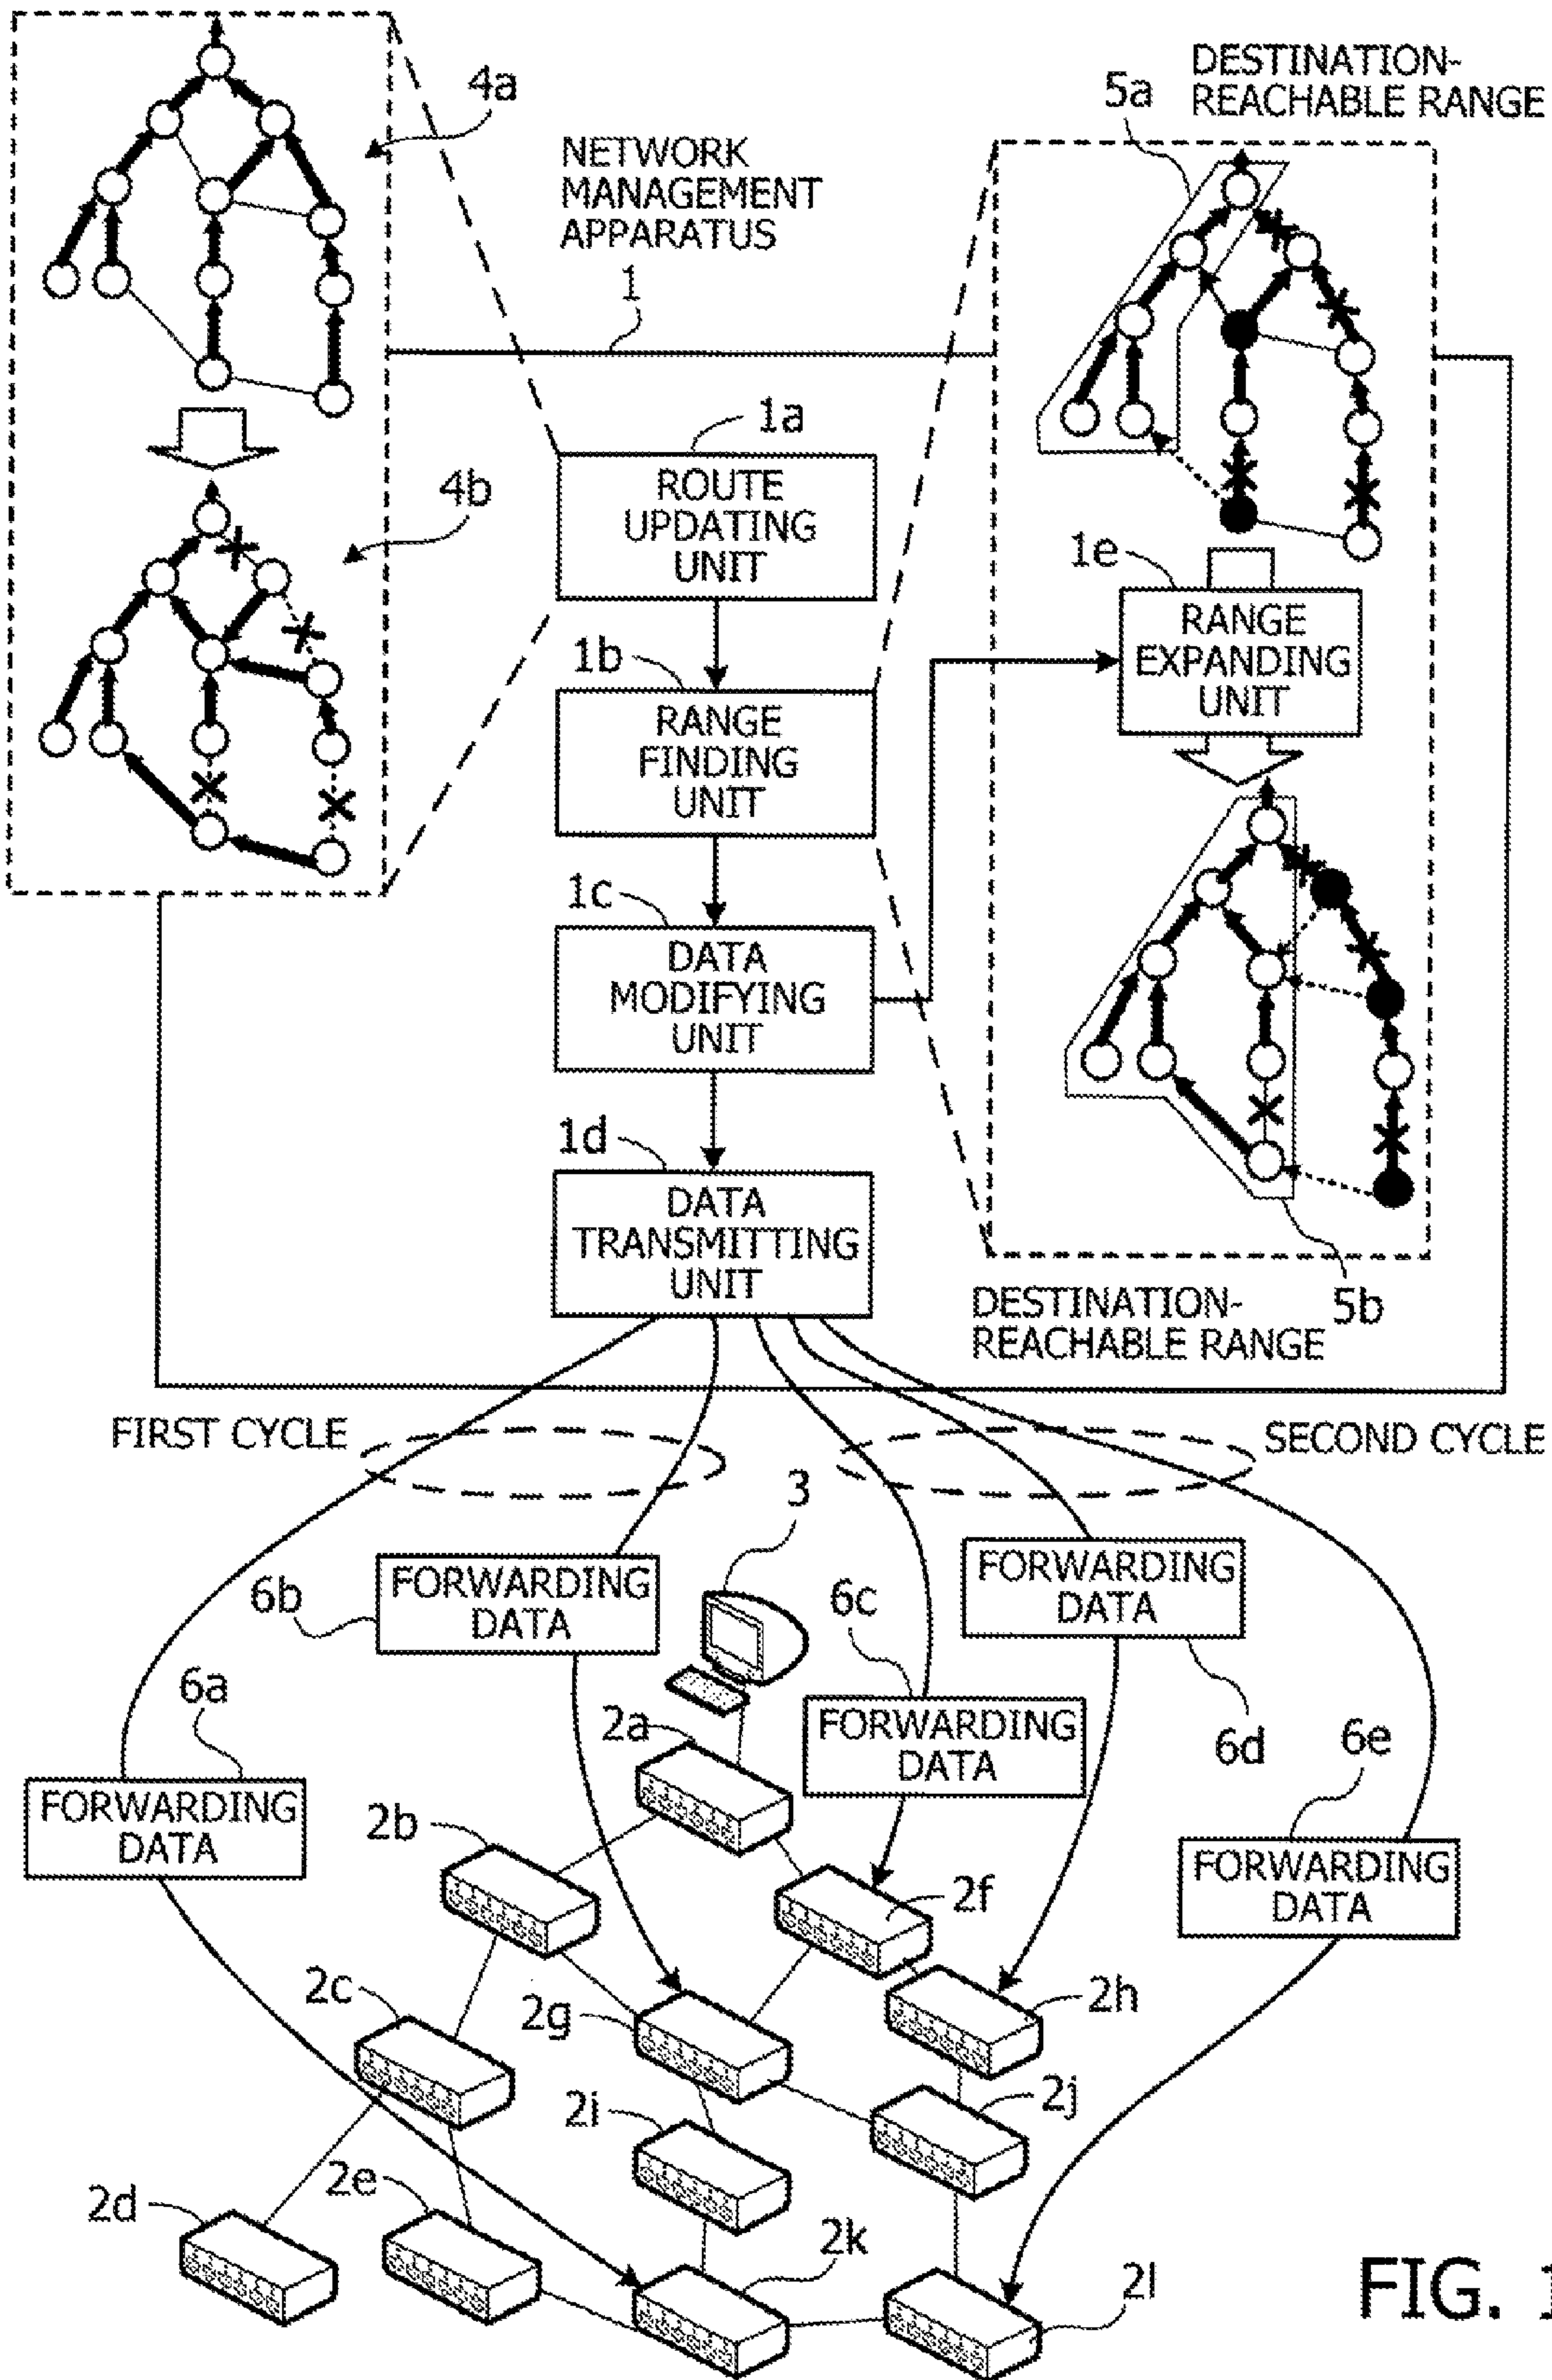 4a
NETWORK
MANAGEMENT
APPARATUS
1
5a
DESTINATION-
REACHABLE RANGE
4b
1a
ROUTE
UPDATING
UNIT
1b
RANGE
FINDING
UNIT
1e
RANGE
EXPANDING
UNIT
1c
DATA
MODIFYING
UNIT
1d
DATA
TRANSMITTING
UNIT
DESTINATION-
REACHABLE RANGE
5b
FIRST CYCLE
SECOND CYCLE
3
6b
FORWARDING
DATA
6c
FORWARDING
DATA
FORWARDING
DATA
6d
6a
FORWARDING
DATA
6e
FORWARDING
DATA
2a
2b
2f
2c
2g
2h
2i
2j
2d
2e
2k
2l
FIG. 1